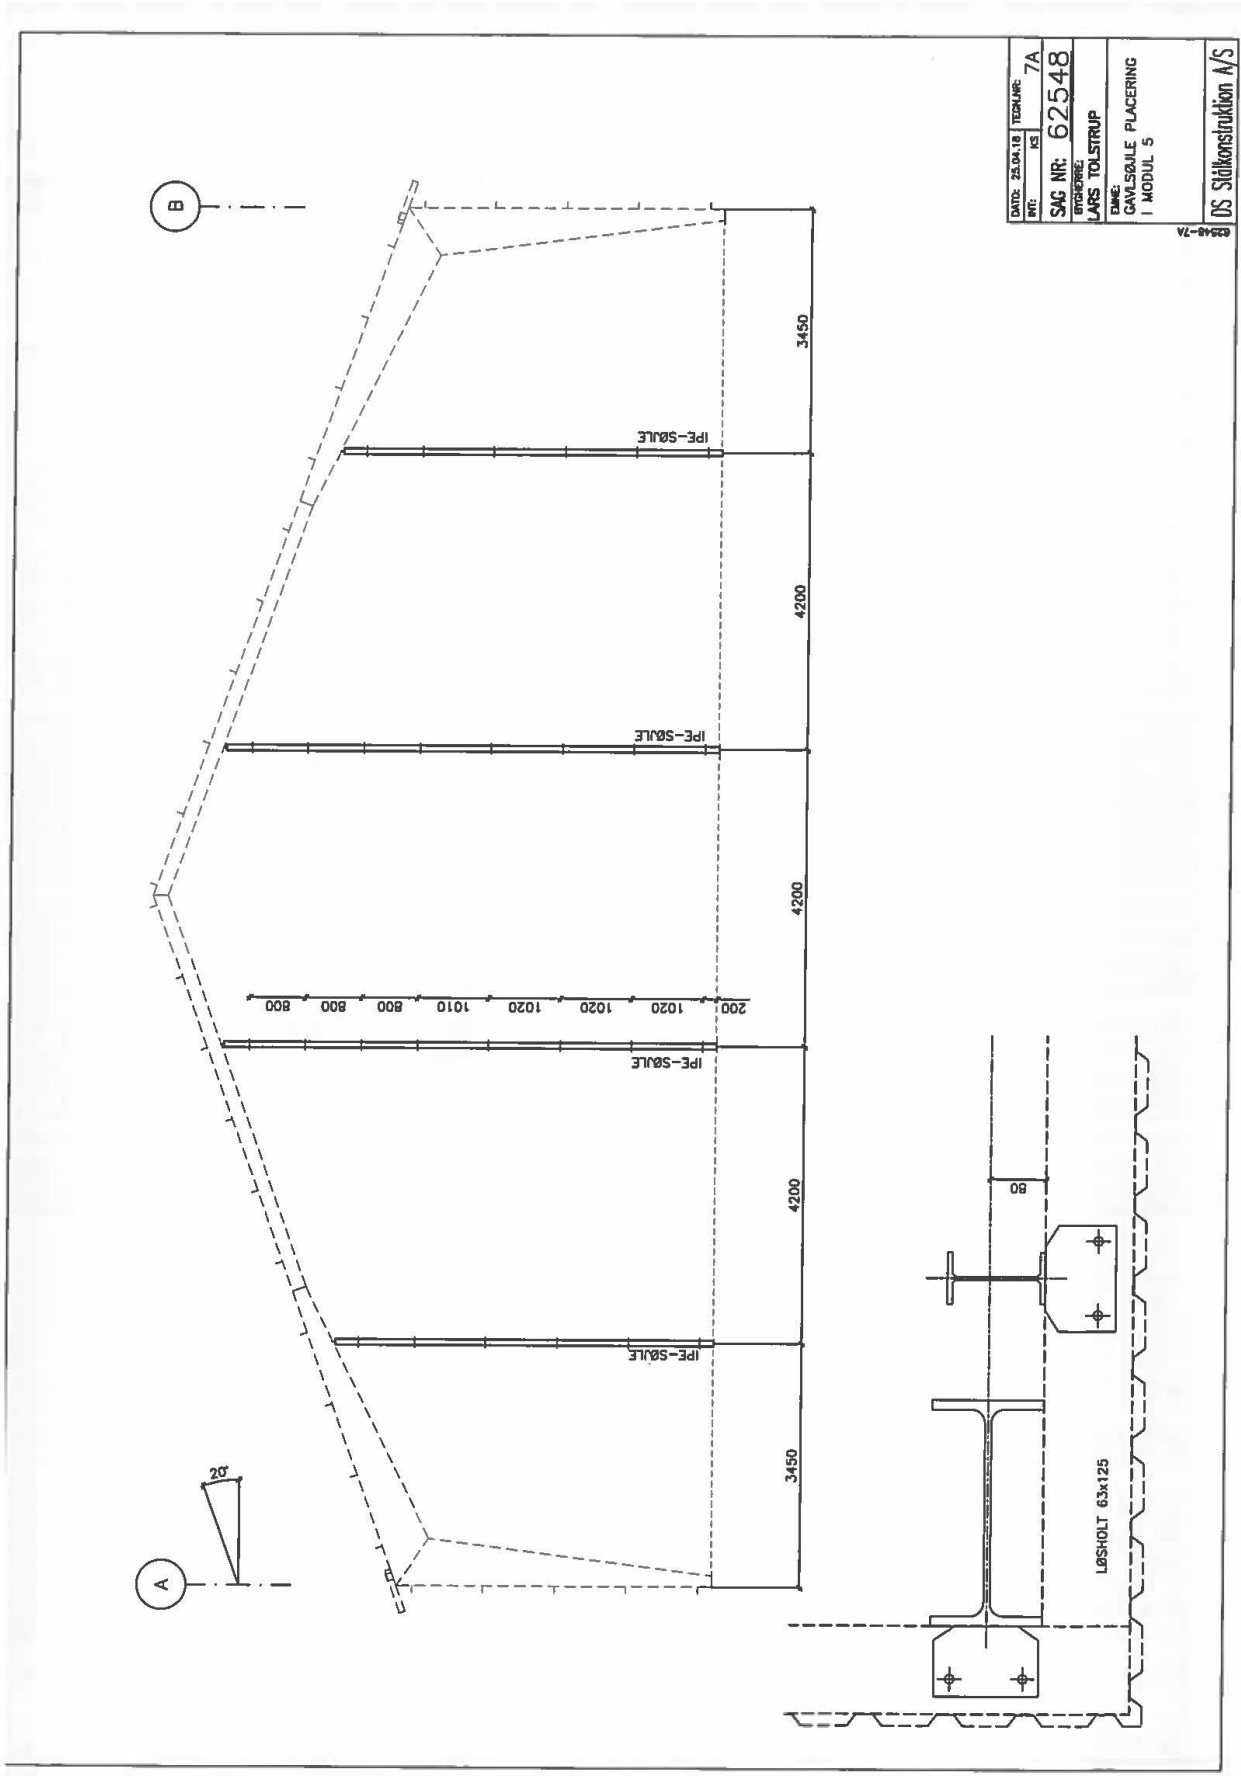 A
20°
B
IPE-SØJLE
IPE-SØJLE
IPE-SØJLE
IPE-SØJLE
800
800
800
1010
1020
1020
1020
200
3450
4200
4200
4200
3450
LØSHOLT 63x125
80
DATO: 25.04.18 TEGN.NR:
INT: KS 7A
SAG NR: 62548
BYGHERRE:
LARS TOLSTRUP
EMNE:
GAVLSØJLE PLACERING
I MODUL 5
DS Stålkonstruktion A/S
62548-7A